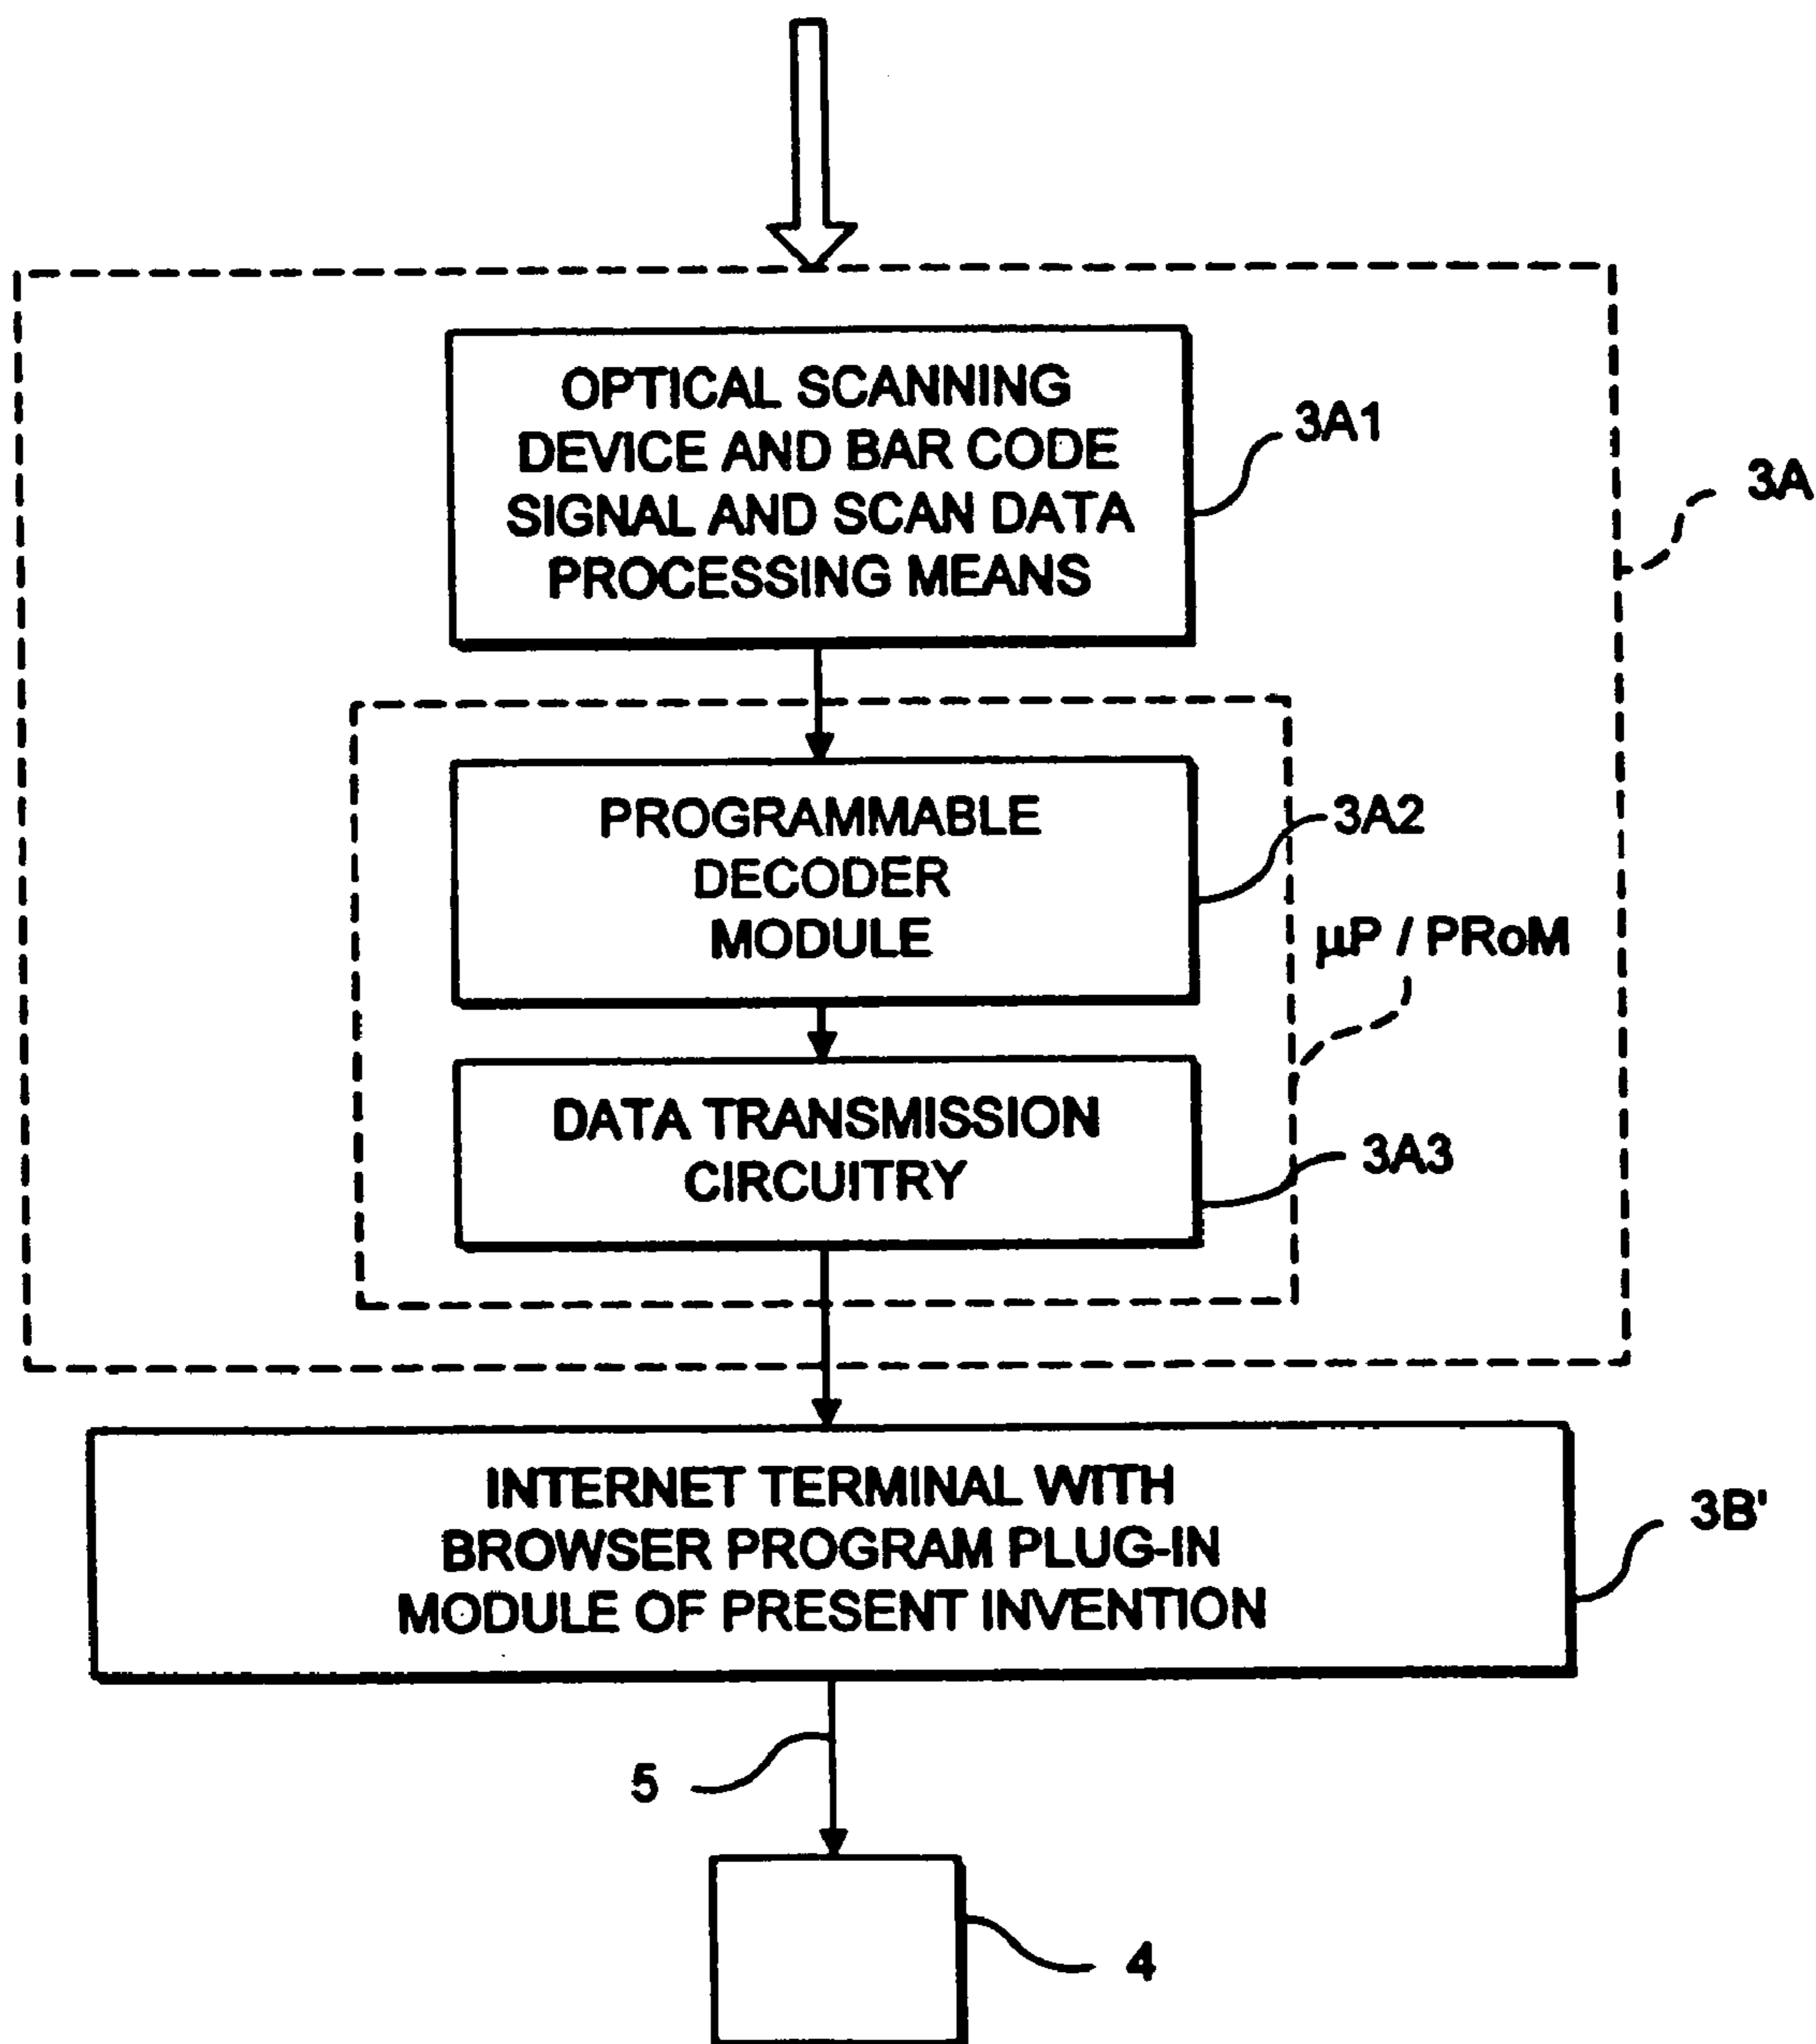 OPTICAL SCANNING
DEVICE AND BAR CODE
SIGNAL AND SCAN DATA
PROCESSING MEANS
3A1
3A
PROGRAMMABLE
DECODER
MODULE
3A2
µP / PRoM
DATA TRANSMISSION
CIRCUITRY
3A3
INTERNET TERMINAL WITH
BROWSER PROGRAM PLUG-IN
MODULE OF PRESENT INVENTION
3B'
5
4